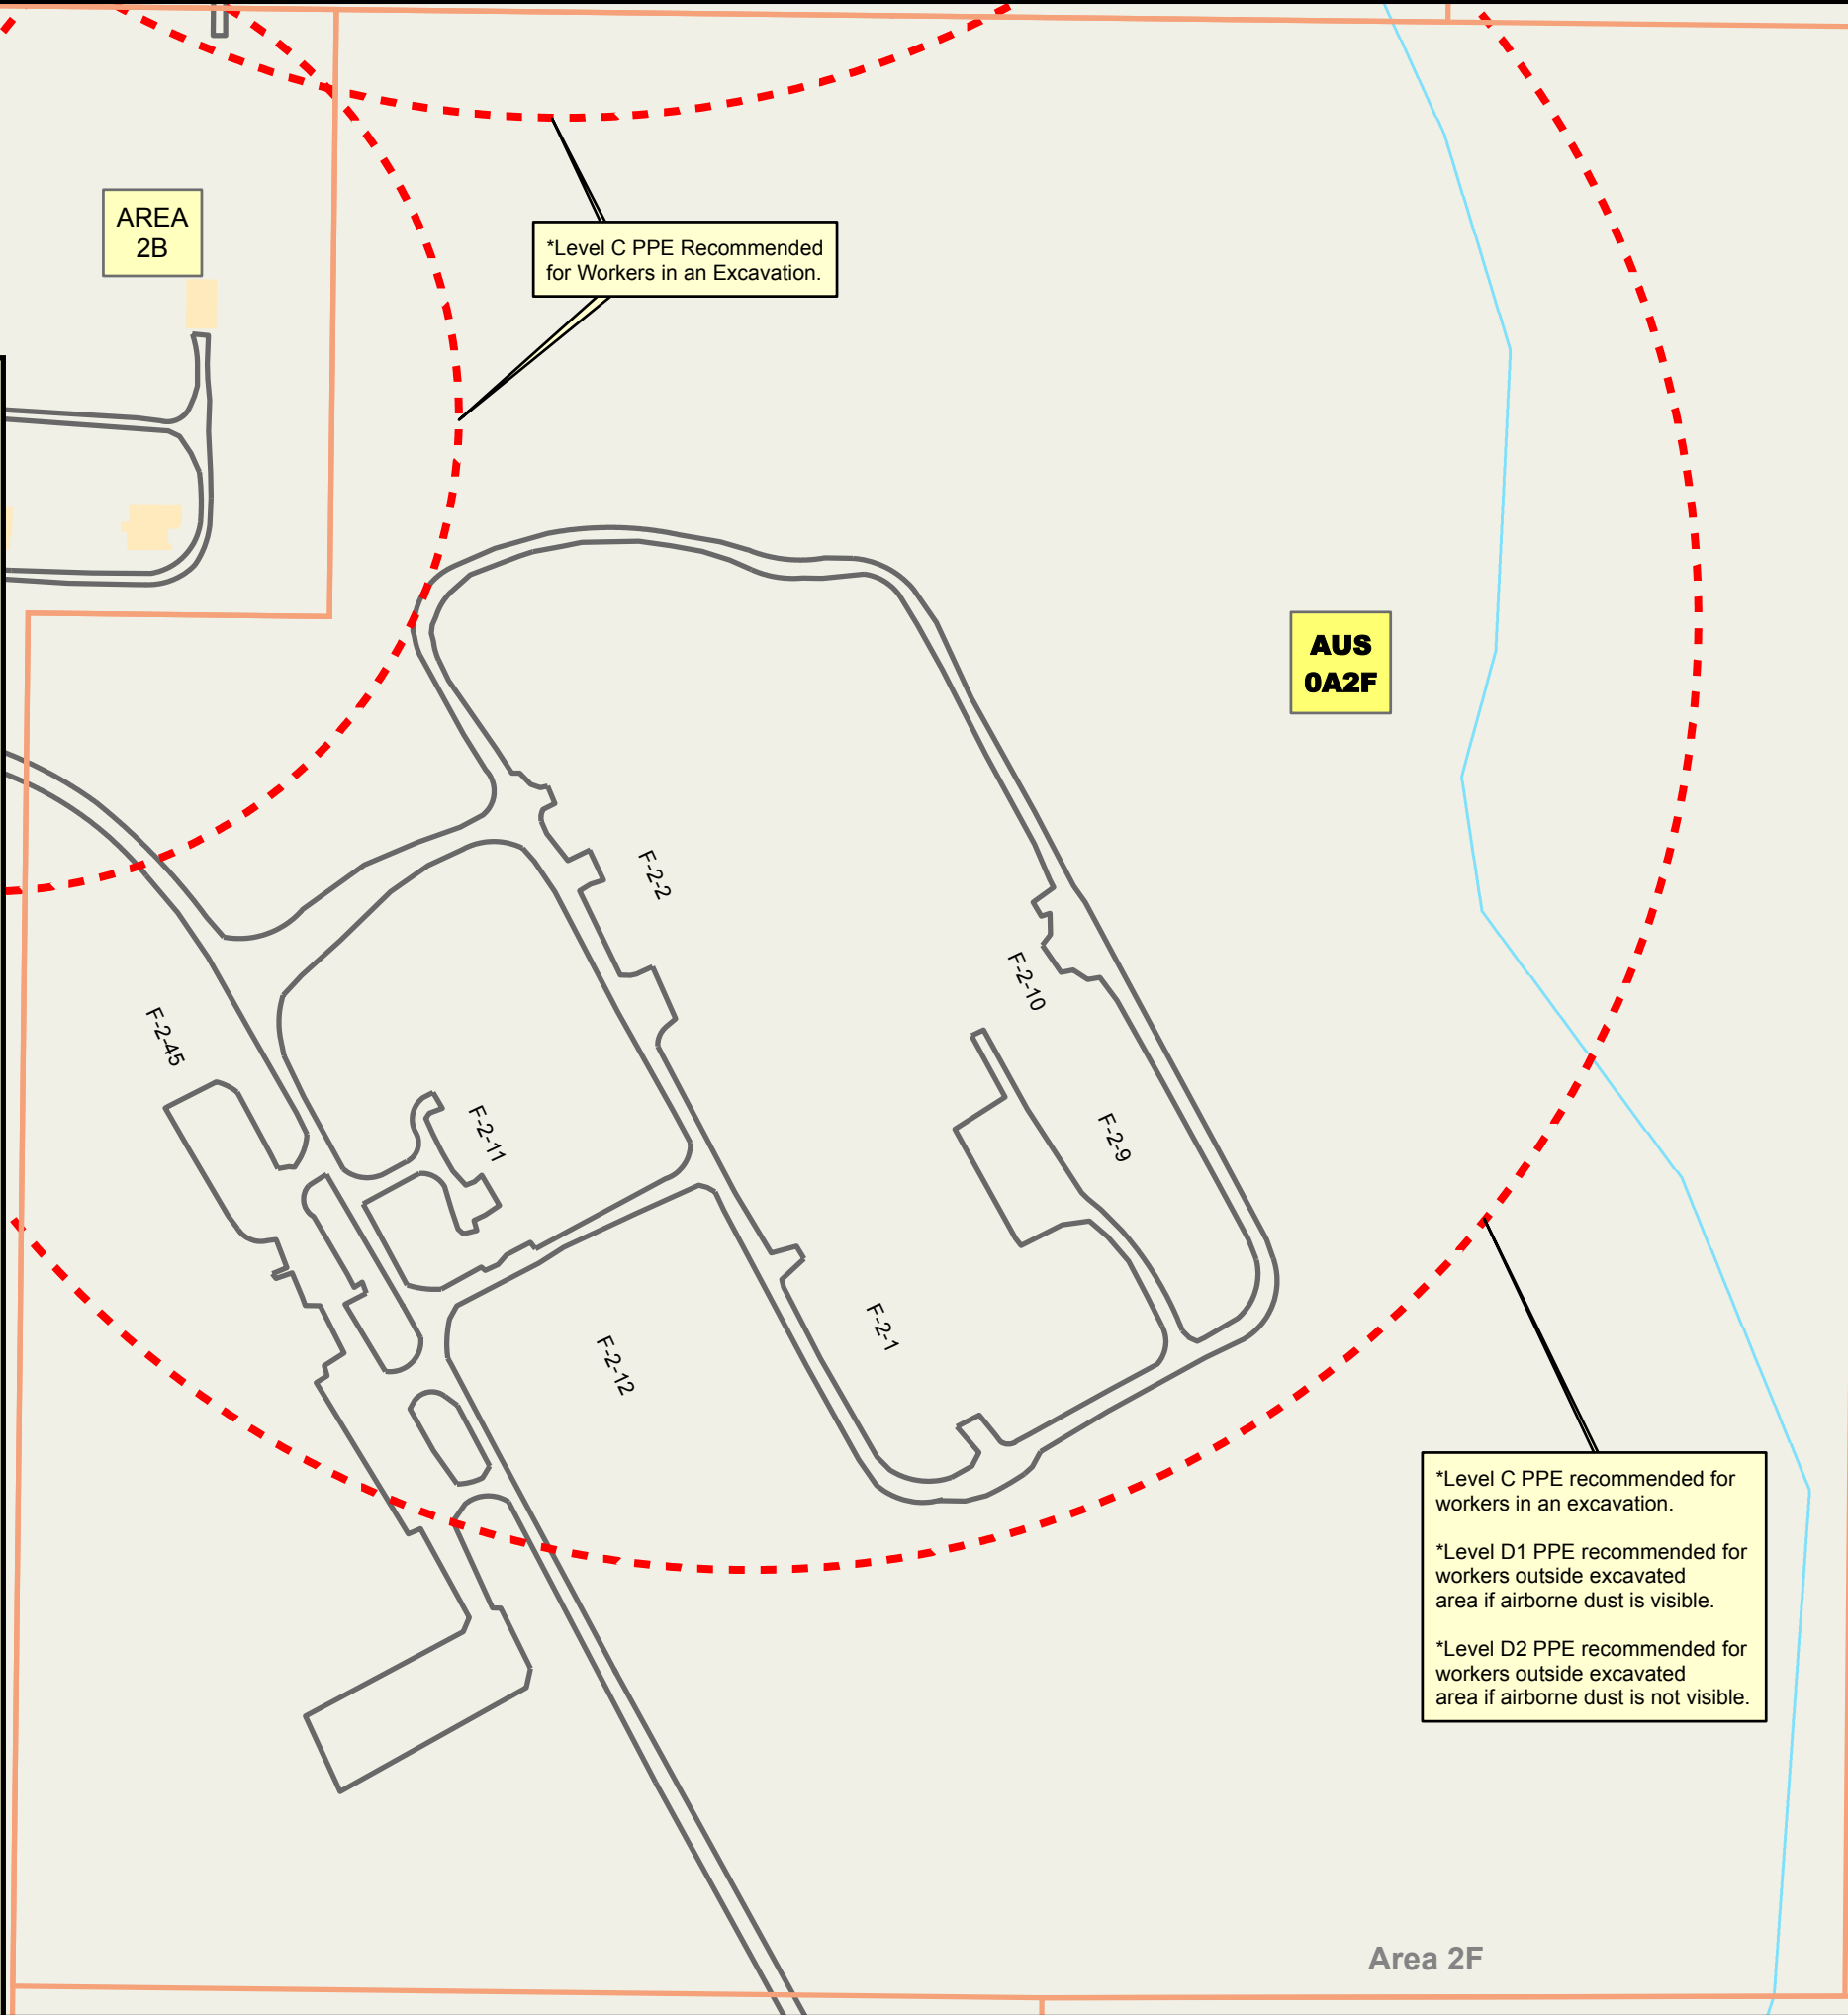 AREA
2B
*Level C PPE Recommended
for Workers in an Excavation.
AUS
0A2F
F-2-2
F-2-10
F-2-45
F-2-11
F-2-9
F-2-1
F-2-12
*Level C PPE recommended for
workers in an excavation.
*Level D1 PPE recommended for
workers outside excavated
area if airborne dust is visible.
*Level D2 PPE recommended for
workers outside excavated
area if airborne dust is not visible.
Area 2F